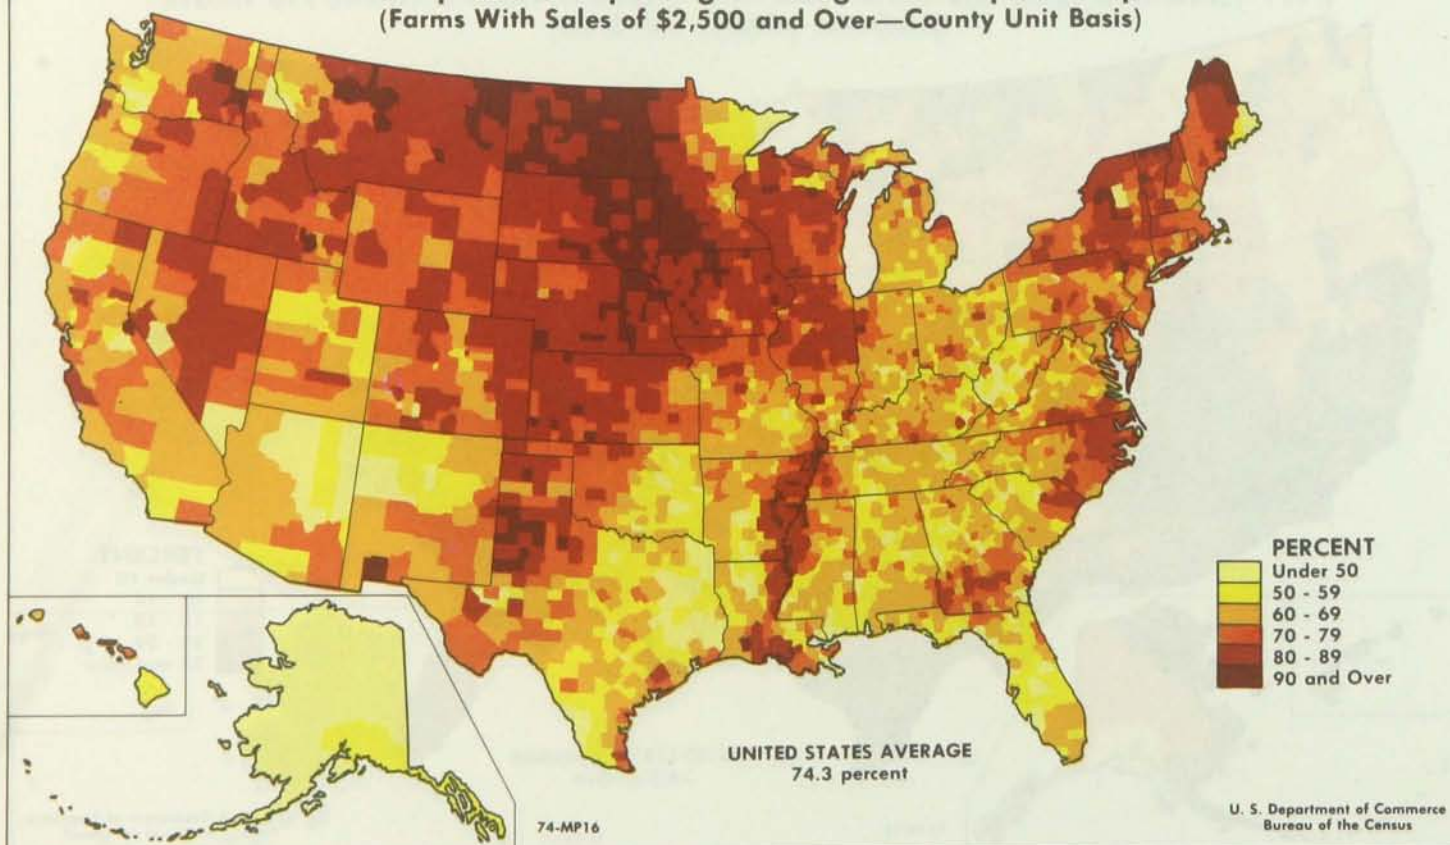 (Farms With Sales of $2,500 and Over—County Unit Basis)
PERCENT
Under 50
50 - 59
60 - 69
70 - 79
80 - 89
90 and Over
UNITED STATES AVERAGE
74.3 percent
74-MP16
U. S. Department of Commerce
Bureau of the Census